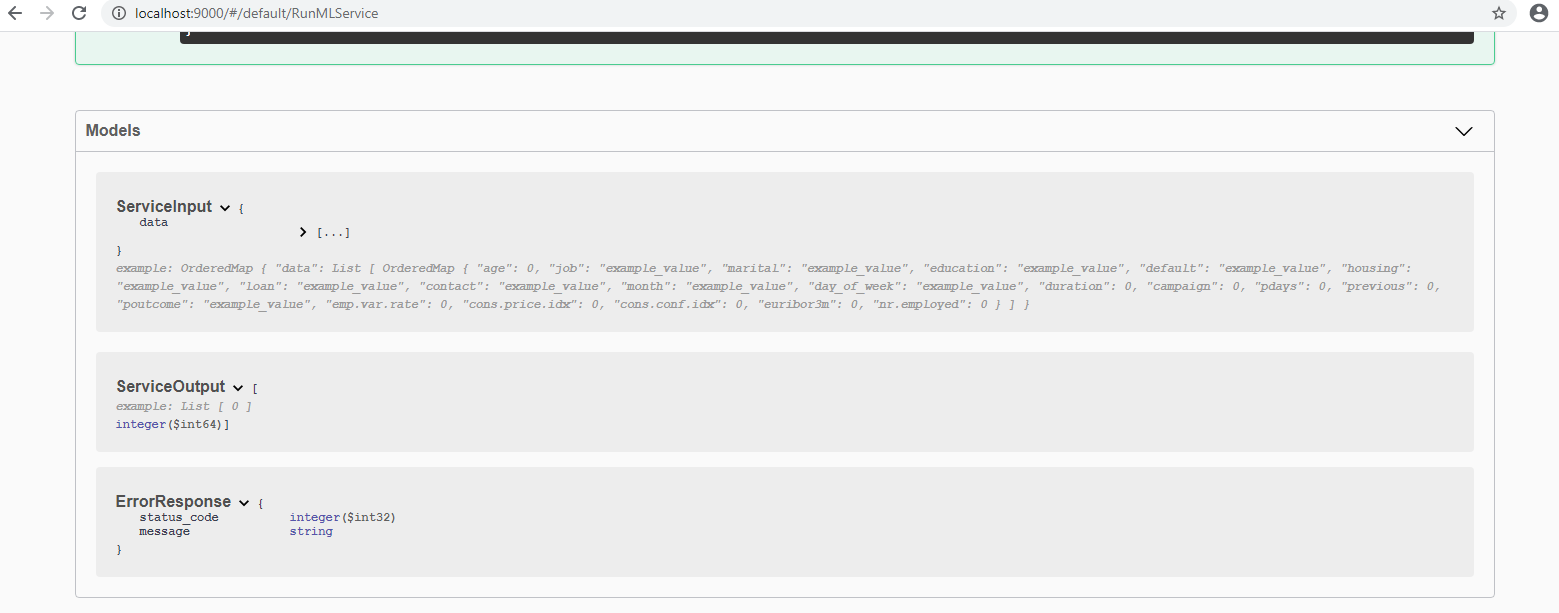 localhost:9000/#/default/RunMLService
}
Models
ServiceInput {
data
[...]
}
example: OrderedMap { "data": List [ OrderedMap { "age": 0, "job": "example_value", "marital": "example_value", "education": "example_value", "default": "example_value", "housing":
"example_value", "loan": "example_value", "contact": "example_value", "month": "example_value", "day_of_week": "example_value", "duration": 0, "campaign": 0, "pdays": 0, "previous": 0,
"poutcome": "example_value", "emp.var.rate": 0, "cons.price.idx": 0, "cons.conf.idx": 0, "euribor3m": 0, "nr.employed": 0 } ] }
ServiceOutput [
example: List [ 0 ]
integer($int64)]
ErrorResponse {
status_code integer($int32)
message string
}